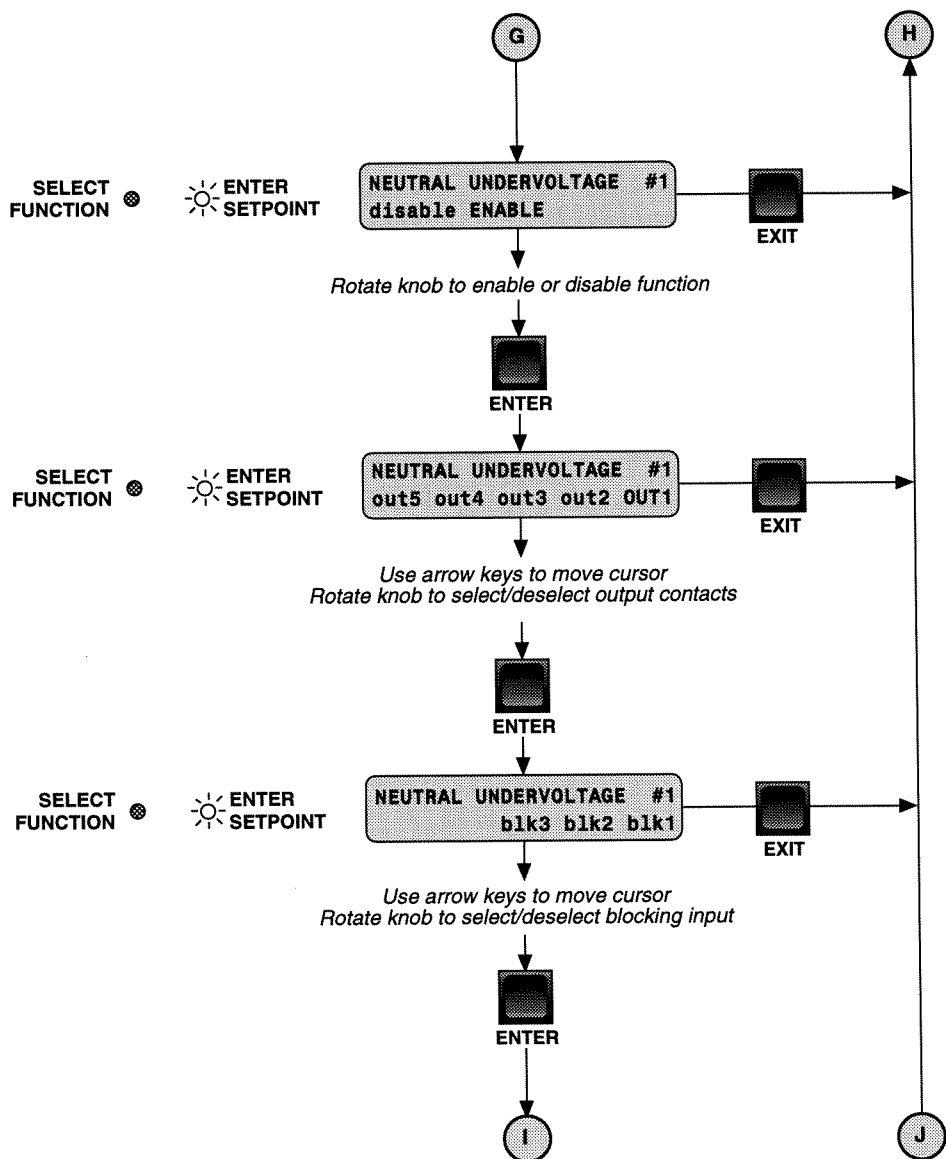 G
H
SELECT FUNCTION
ENTER SETPOINT
NEUTRAL UNDERVOLTAGE #1
disable ENABLE
EXIT
Rotate knob to enable or disable function
ENTER
SELECT FUNCTION
ENTER SETPOINT
NEUTRAL UNDERVOLTAGE #1
out5 out4 out3 out2 OUT1
EXIT
Use arrow keys to move cursor
Rotate knob to select/deselect output contacts
ENTER
SELECT FUNCTION
ENTER SETPOINT
NEUTRAL UNDERVOLTAGE #1
blk3 blk2 blk1
EXIT
Use arrow keys to move cursor
Rotate knob to select/deselect blocking input
ENTER
I
J